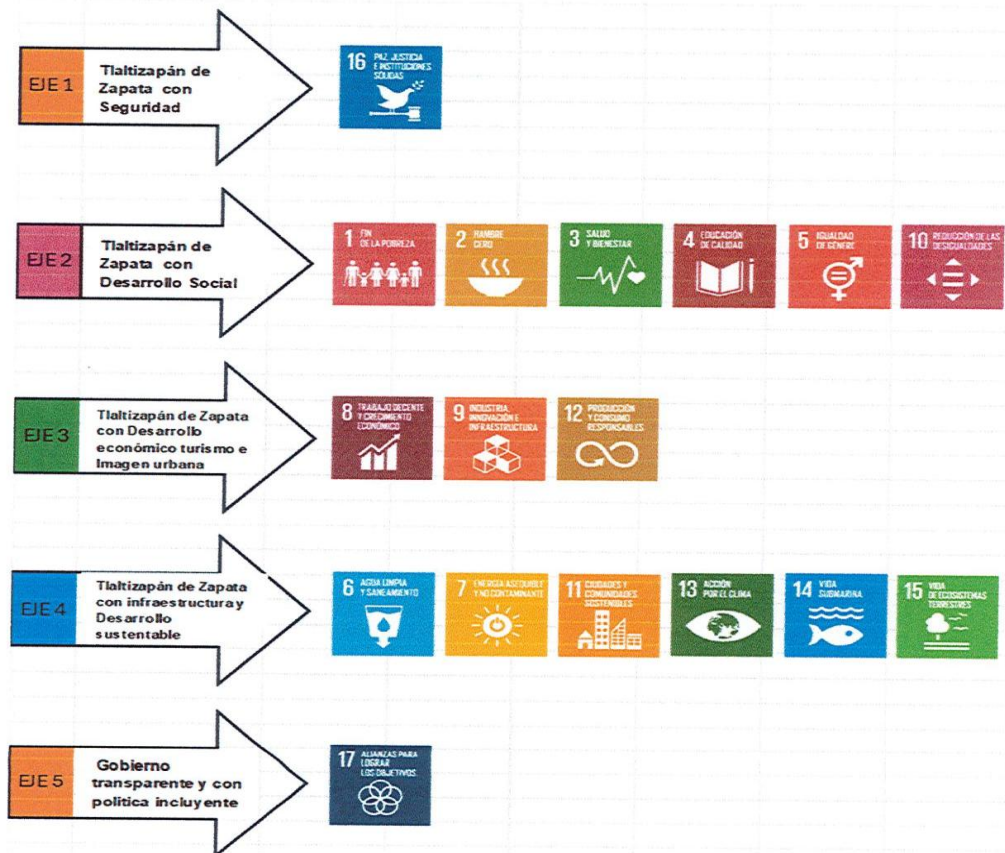 EJE 1
Tlaltizapán de
Zapata con
Seguridad
16 PAZ, JUSTICIA
E INSTITUCIONES
SÓLIDAS
EJE 2
Tlaltizapán de
Zapata con
Desarrollo Social
1 FIN
DE LA POBREZA
2 HAMBRE
CERO
3 SALUD
Y BIENESTAR
4 EDUCACIÓN
DE CALIDAD
5 IGUALDAD
DE GÉNERO
10 REDUCCIÓN DE LAS
DESIGUALDADES
EJE 3
Tlaltizapán de Zapata
con Desarrollo
económico turismo e
Imagen urbana
8 TRABAJO DECENTE
Y CRECIMIENTO
ECONÓMICO
9 INDUSTRIA,
INNOVACIÓN E
INFRAESTRUCTURA
12 PRODUCCIÓN
Y CONSUMO
RESPONSABLES
EJE 4
Tlaltizapán de Zapata
con infraestructura y
Desarrollo
sustentable
6 AGUA LIMPIA
Y SANEAMIENTO
7 ENERGÍA ASEQUIBLE
Y NO CONTAMINANTE
11 CIUDADES Y
COMUNIDADES
SOSTENIBLES
13 ACCIÓN
POR EL CLIMA
14 VIDA
SUBMARINA
15 VIDA
DE ECOSISTEMAS
TERRESTRES
EJE 5
Gobierno
transparente y con
política incluyente
17 ALIANZAS PARA
LOGRAR
LOS OBJETIVOS